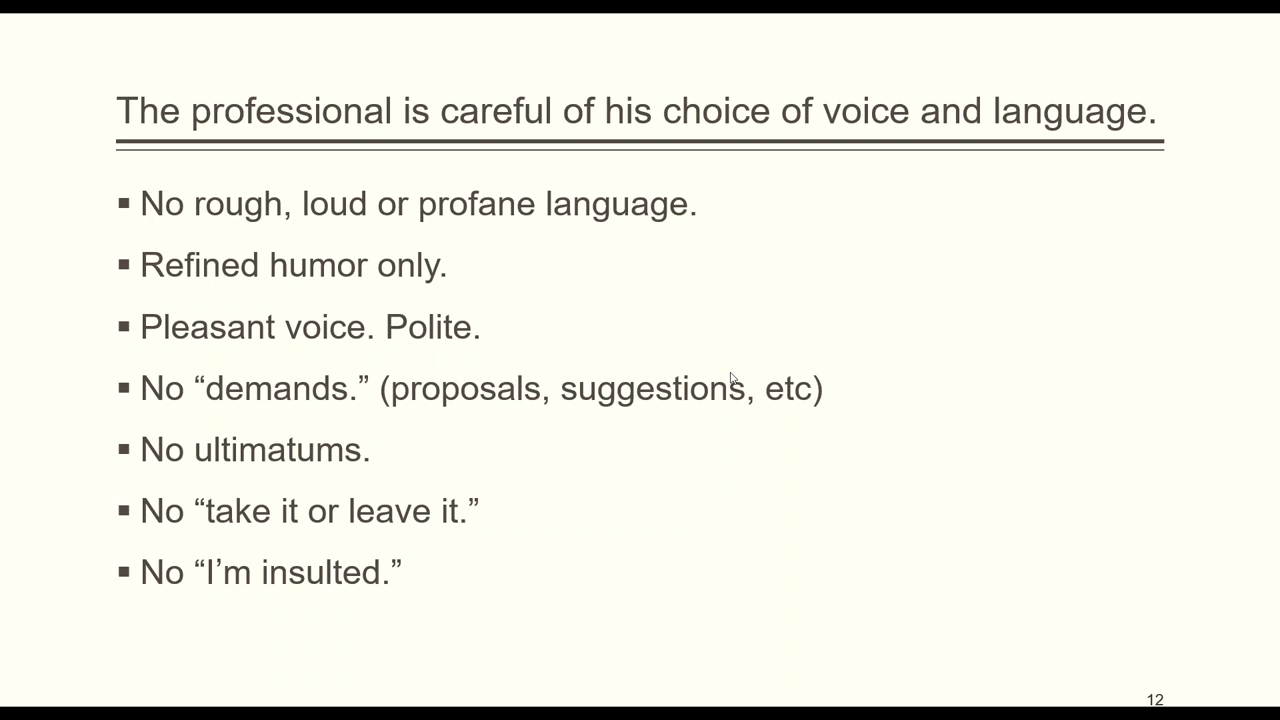 The professional is careful of his choice of voice and language.
▪ No rough, loud or profane language.
▪ Refined humor only.
▪ Pleasant voice. Polite.
▪ No “demands.” (proposals, suggestions, etc)
▪ No ultimatums.
▪ No “take it or leave it.”
▪ No “I’m insulted.”
12